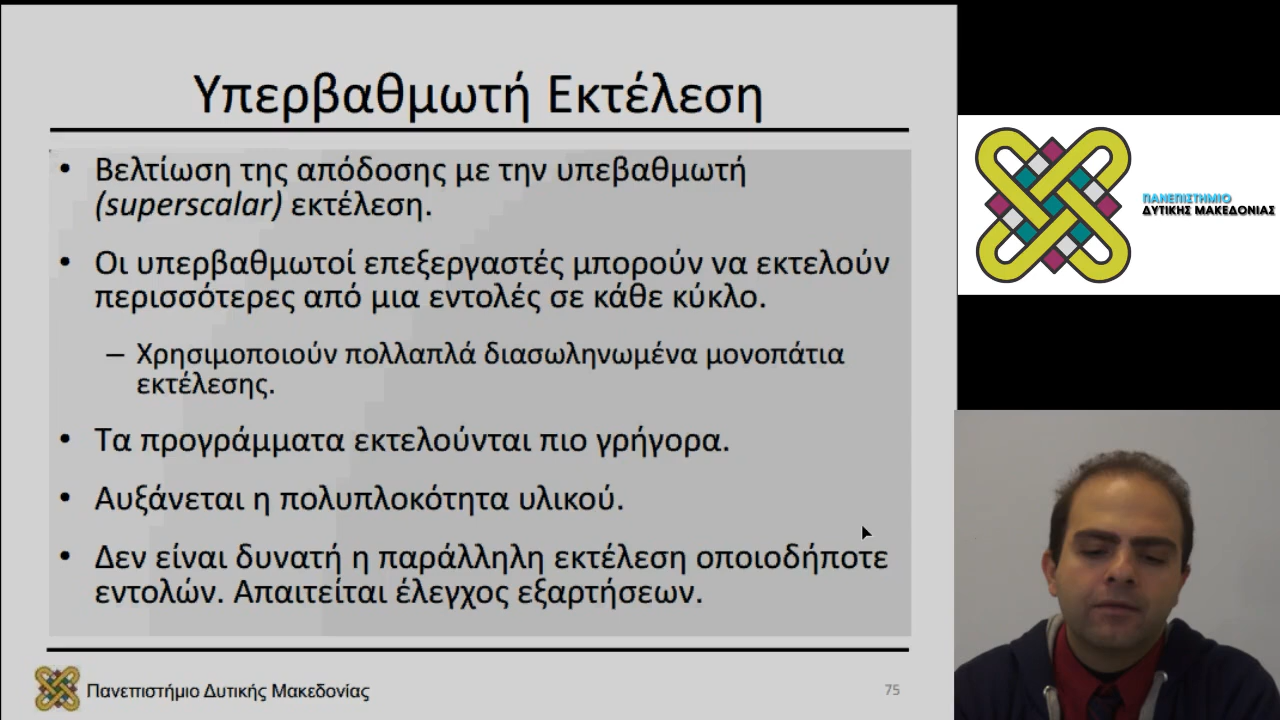 Υπερβαθμωτή Εκτέλεση
• Βελτίωση της απόδοσης με την υπεβαθμωτή
(superscalar) εκτέλεση.
• Οι υπερβαθμωτοί επεξεργαστές μπορούν να εκτελούν
περισσότερες από μια εντολές σε κάθε κύκλο.
– Χρησιμοποιούν πολλαπλά διασωληνωμένα μονοπάτια
εκτέλεσης.
• Τα προγράμματα εκτελούνται πιο γρήγορα.
• Αυξάνεται η πολυπλοκότητα υλικού.
• Δεν είναι δυνατή η παράλληλη εκτέλεση οποιοδήποτε
εντολών. Απαιτείται έλεγχος εξαρτήσεων.
Πανεπιστήμιο Δυτικής Μακεδονίας
75
ΠΑΝΕΠΙΣΤΗΜΙΟ
ΔΥΤΙΚΗΣ ΜΑΚΕΔΟΝΙΑΣ